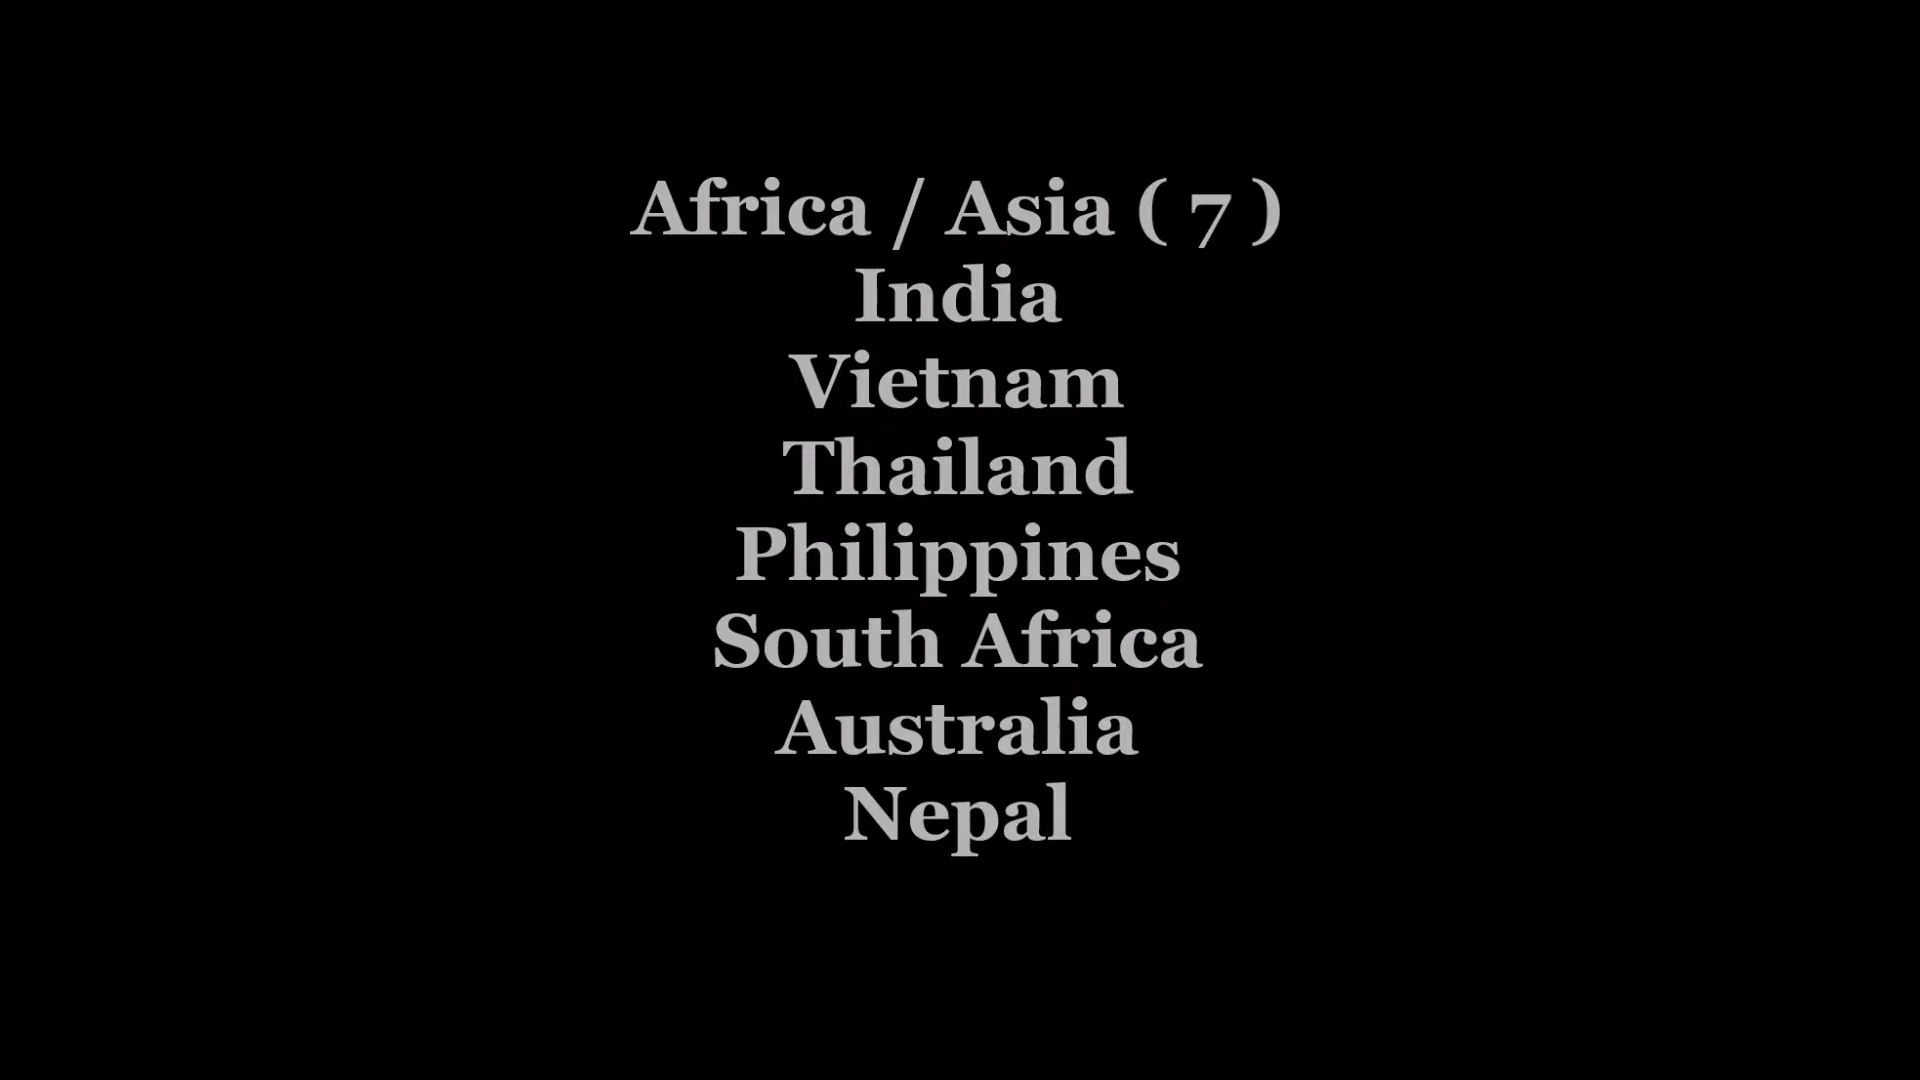 Africa / Asia ( 7 )
India
Vietnam
Thailand
Philippines
South Africa
Australia
Nepal